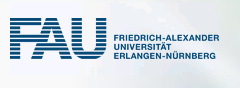 FAU
FRIEDRICH-ALEXANDER
UNIVERSITÄT
ERLANGEN-NÜRNBERG